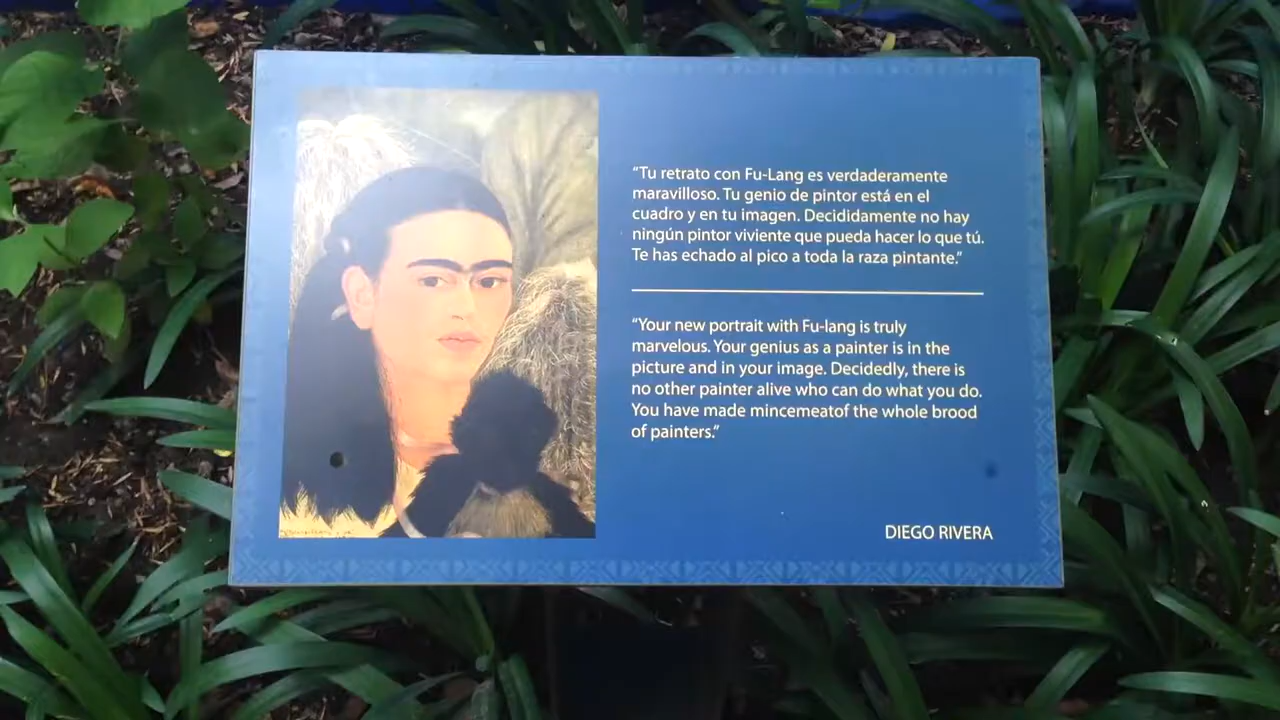 “Tu retrato con Fu-Lang es verdaderamente
maravilloso. Tu genio de pintor está en el
cuadro y en tu imagen. Decididamente no hay
ningún pintor viviente que pueda hacer lo que tú.
Te has echado al pico a toda la raza pintante.”
“Your new portrait with Fu-lang is truly
marvelous. Your genius as a painter is in the
picture and in your image. Decidedly, there is
no other painter alive who can do what you do.
You have made mincemeatof the whole brood
of painters.”
DIEGO RIVERA